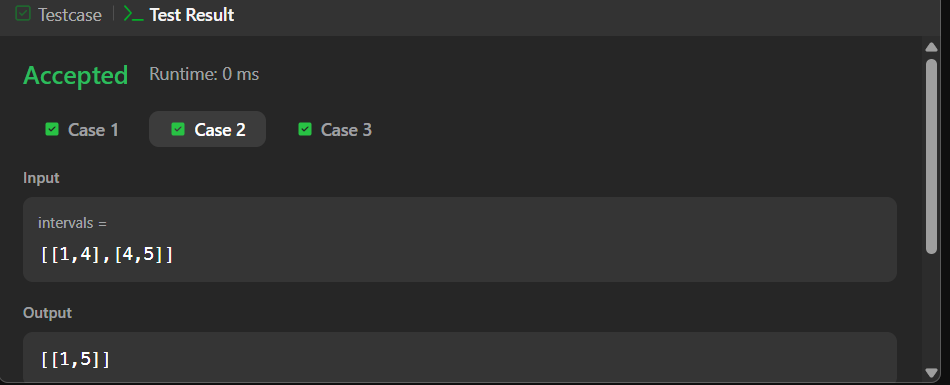 Testcase | >_ Test Result
Accepted Runtime: 0 ms
Case 1 Case 2 Case 3
Input
intervals =
[[1,4],[4,5]]
Output
[[1,5]]